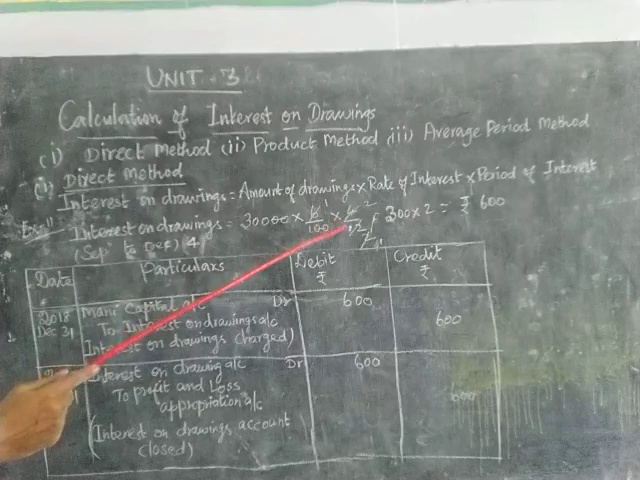 UNIT - 3
Calculation of Interest on Drawings
(i) Direct Method (ii) Product Method (iii) Average Period Method
(i) Direct Method
Interest on drawings = Amount of drawings × Rate of Interest × Period of Interest
Interest on drawings = 30000 × 6/100 × 4/12 300 × 2 = ₹ 600
(Sep to Dec) 4
Date Particulars Debit ₹ Credit ₹
2018 Mani Capital a/c Dr 600
Dec 31 To Interest on drawings a/c 600
Interest on drawings charged)
Interest on drawing a/c Dr 600
To profit and Loss
appropriation a/c 600
(Interest on drawings account
closed)